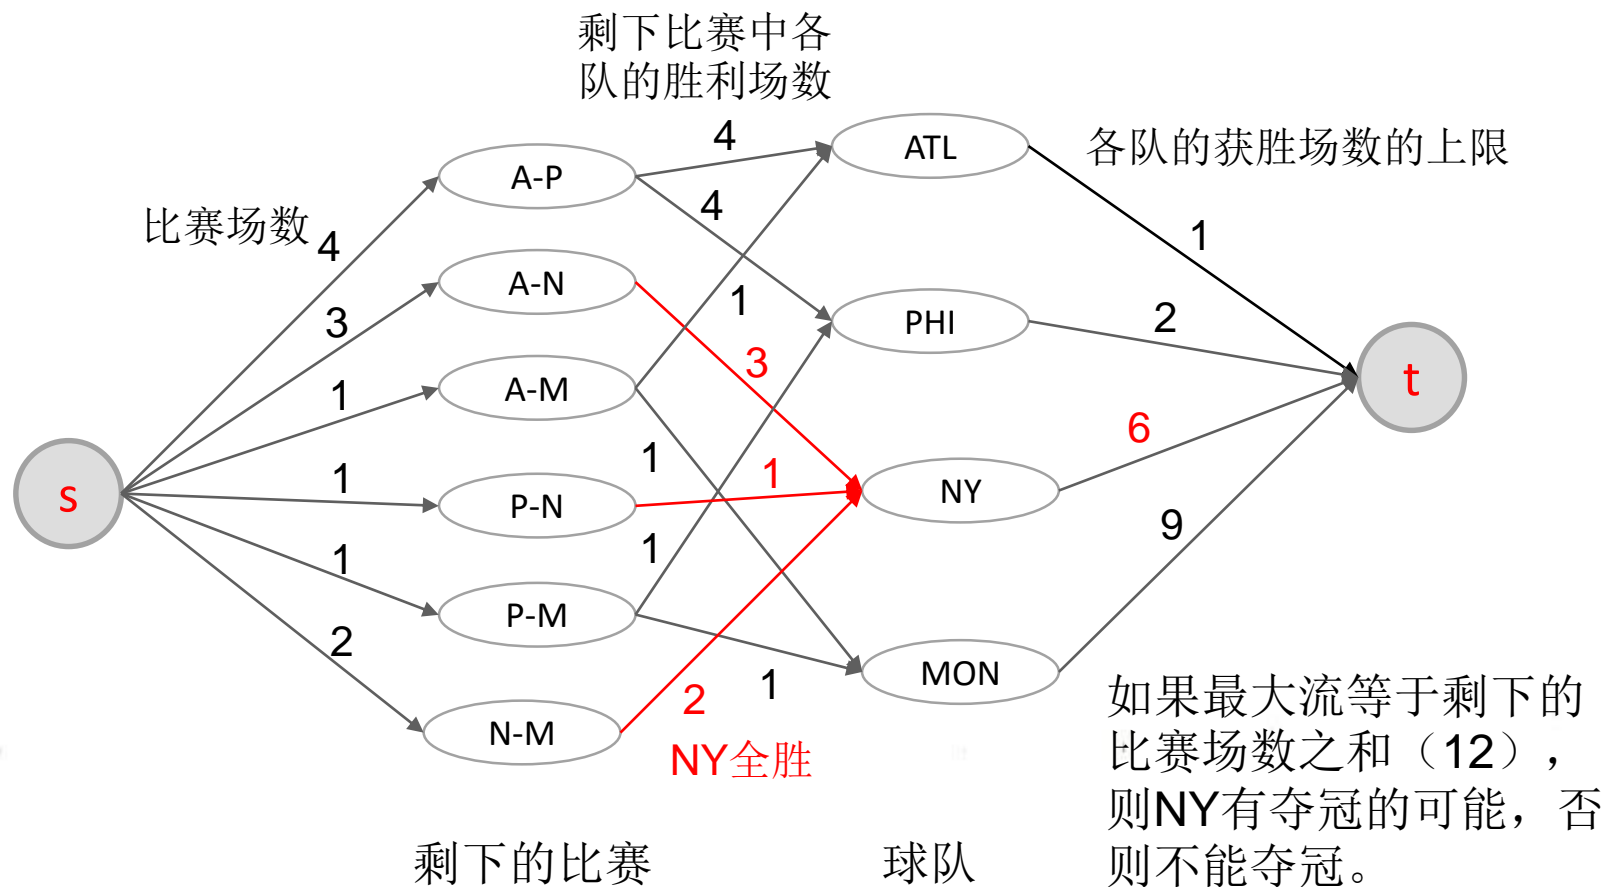 剩下比赛中各
队的胜利场数
各队的获胜场数的上限
比赛场数
4
3
1
1
1
2
s
A-P
A-N
A-M
P-N
P-M
N-M
4
4
1
3
1
1
1
1
2
NY全胜
ATL
PHI
NY
MON
1
2
6
9
t
如果最大流等于剩下的
比赛场数之和（12），
则NY有夺冠的可能，否
则不能夺冠。
剩下的比赛
球队